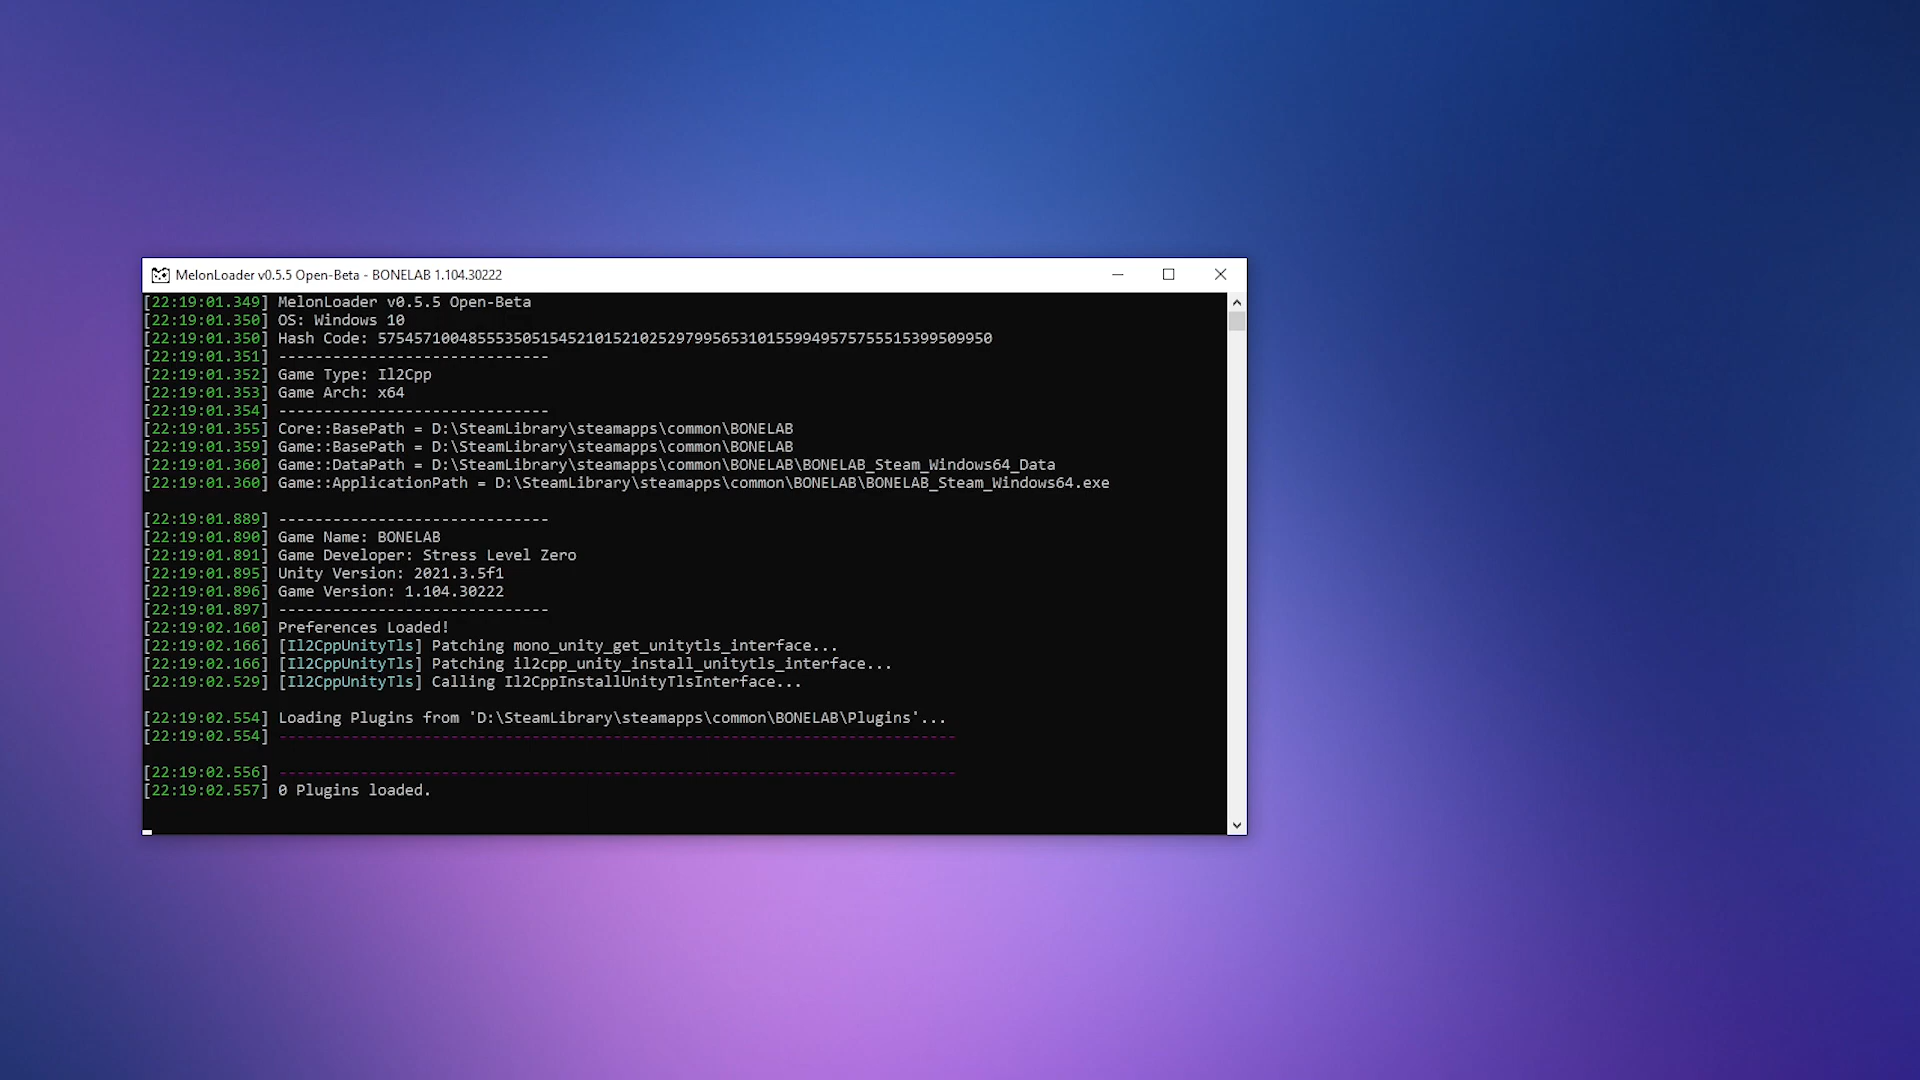 MelonLoader v0.5.5 Open-Beta - BONELAB 1.104.30222
[22:19:01.349] MelonLoader v0.5.5 Open-Beta
[22:19:01.350] OS: Windows 10
[22:19:01.350] Hash Code: 57545710048555350515452101521025297995653101559949575755515399509950
[22:19:01.351] ------------------------------
[22:19:01.352] Game Type: Il2Cpp
[22:19:01.353] Game Arch: x64
[22:19:01.354] ------------------------------
[22:19:01.355] Core::BasePath = D:\SteamLibrary\steamapps\common\BONELAB
[22:19:01.359] Game::BasePath = D:\SteamLibrary\steamapps\common\BONELAB
[22:19:01.360] Game::DataPath = D:\SteamLibrary\steamapps\common\BONELAB\BONELAB_Steam_Windows64_Data
[22:19:01.360] Game::ApplicationPath = D:\SteamLibrary\steamapps\common\BONELAB\BONELAB_Steam_Windows64.exe
[22:19:01.889] ------------------------------
[22:19:01.890] Game Name: BONELAB
[22:19:01.891] Game Developer: Stress Level Zero
[22:19:01.895] Unity Version: 2021.3.5f1
[22:19:01.896] Game Version: 1.104.30222
[22:19:01.897] ------------------------------
[22:19:02.160] Preferences Loaded!
[22:19:02.166] [Il2CppUnityTls] Patching mono_unity_get_unitytls_interface...
[22:19:02.166] [Il2CppUnityTls] Patching il2cpp_unity_install_unitytls_interface...
[22:19:02.529] [Il2CppUnityTls] Calling Il2CppInstallUnityTlsInterface...
[22:19:02.554] Loading Plugins from 'D:\SteamLibrary\steamapps\common\BONELAB\Plugins'...
[22:19:02.554] ---------------------------------------------------------------------------
[22:19:02.556] ---------------------------------------------------------------------------
[22:19:02.557] 0 Plugins loaded.